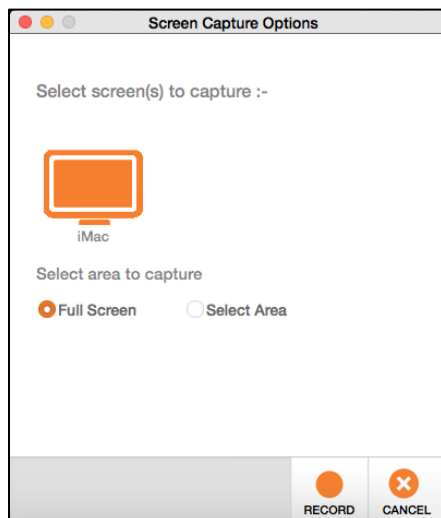 Screen Capture Options
Select screen(s) to capture :-
iMac
Select area to capture
Full Screen Select Area
RECORD CANCEL